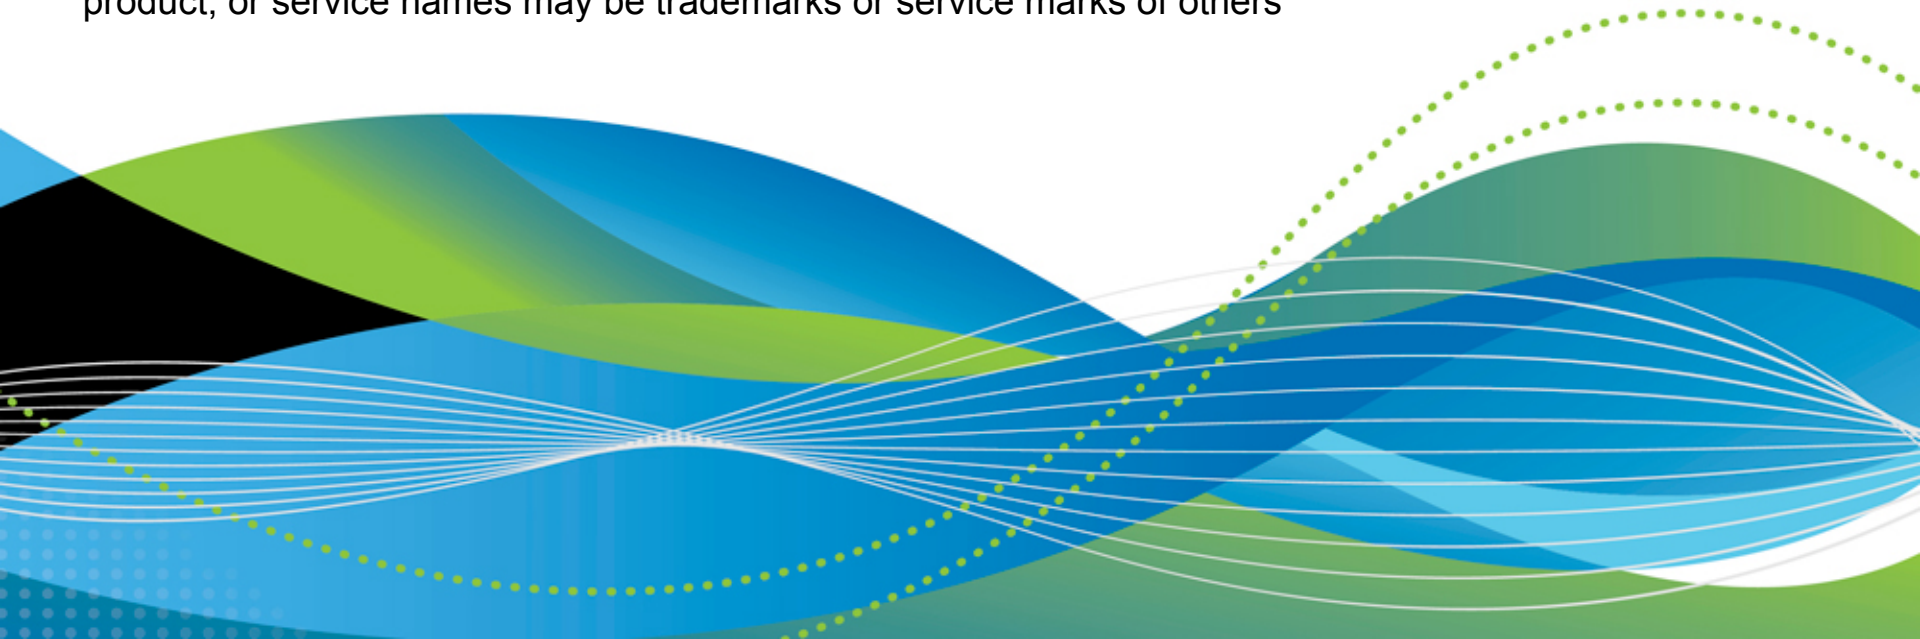 product, or service names may be trademarks or service marks of others